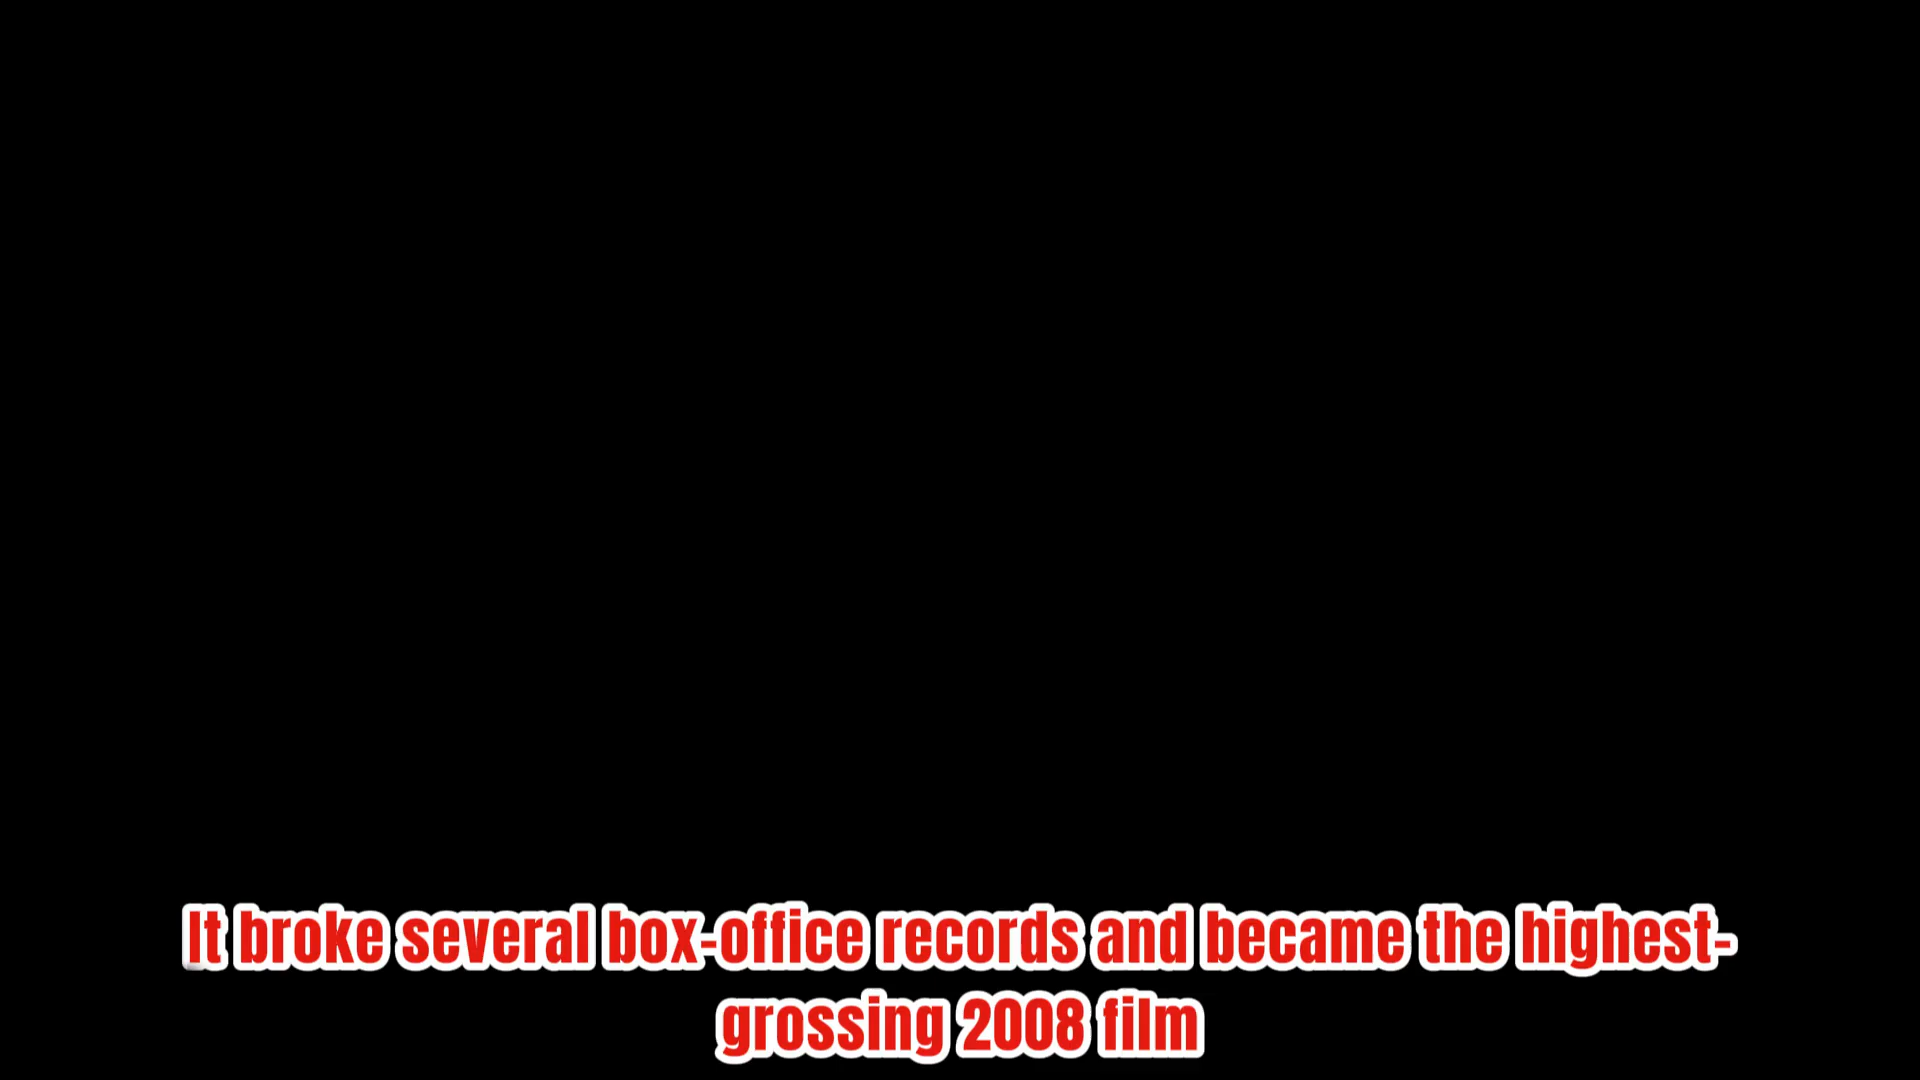 It broke several box-office records and became the highest-
grossing 2008 film